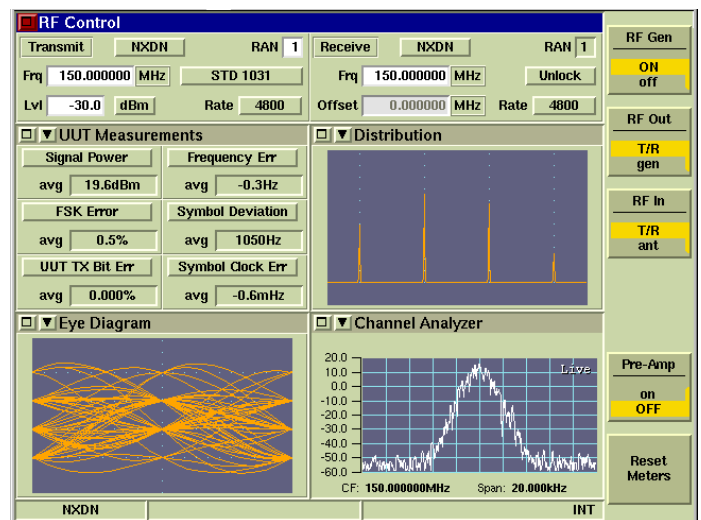 RF Control
Transmit NXDN RAN 1
Frq 150.000000 MHz STD 1031
Lvl -30.0 dBm Rate 4800
Receive NXDN RAN 1
Frq 150.000000 MHz Unlock
Offset 0.000000 MHz Rate 4800
UUT Measurements
Signal Power Frequency Err
avg 19.6dBm avg -0.3Hz
FSK Error Symbol Deviation
avg 0.5% avg 1050Hz
UUT TX Bit Err Symbol Clock Err
avg 0.000% avg -0.6mHz
Distribution
Eye Diagram
Channel Analyzer
20.0
10.0
0.0
-10.0
-20.0
-30.0
-40.0
-50.0
-60.0
Live
CF: 150.000000MHz Span: 20.000kHz
NXDN INT
RF Gen
ON
off
RF Out
T/R
gen
RF In
T/R
ant
Pre-Amp
on
OFF
Reset
Meters